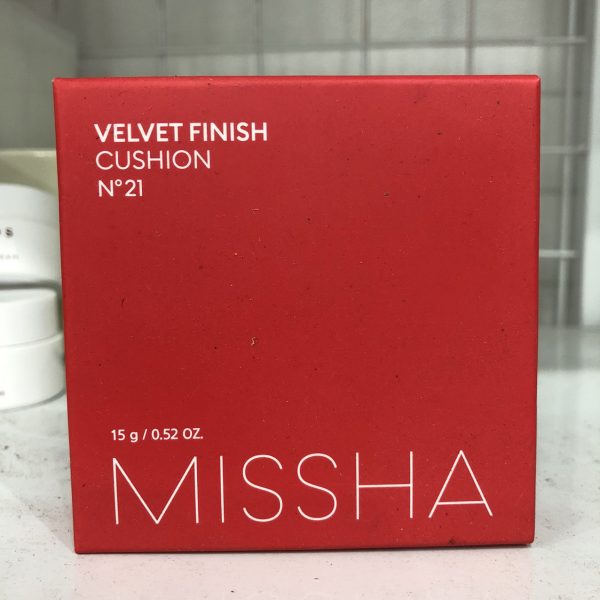 VELVET FINISH
CUSHION
N° 21
15 g / 0.52 OZ.
MISSHA